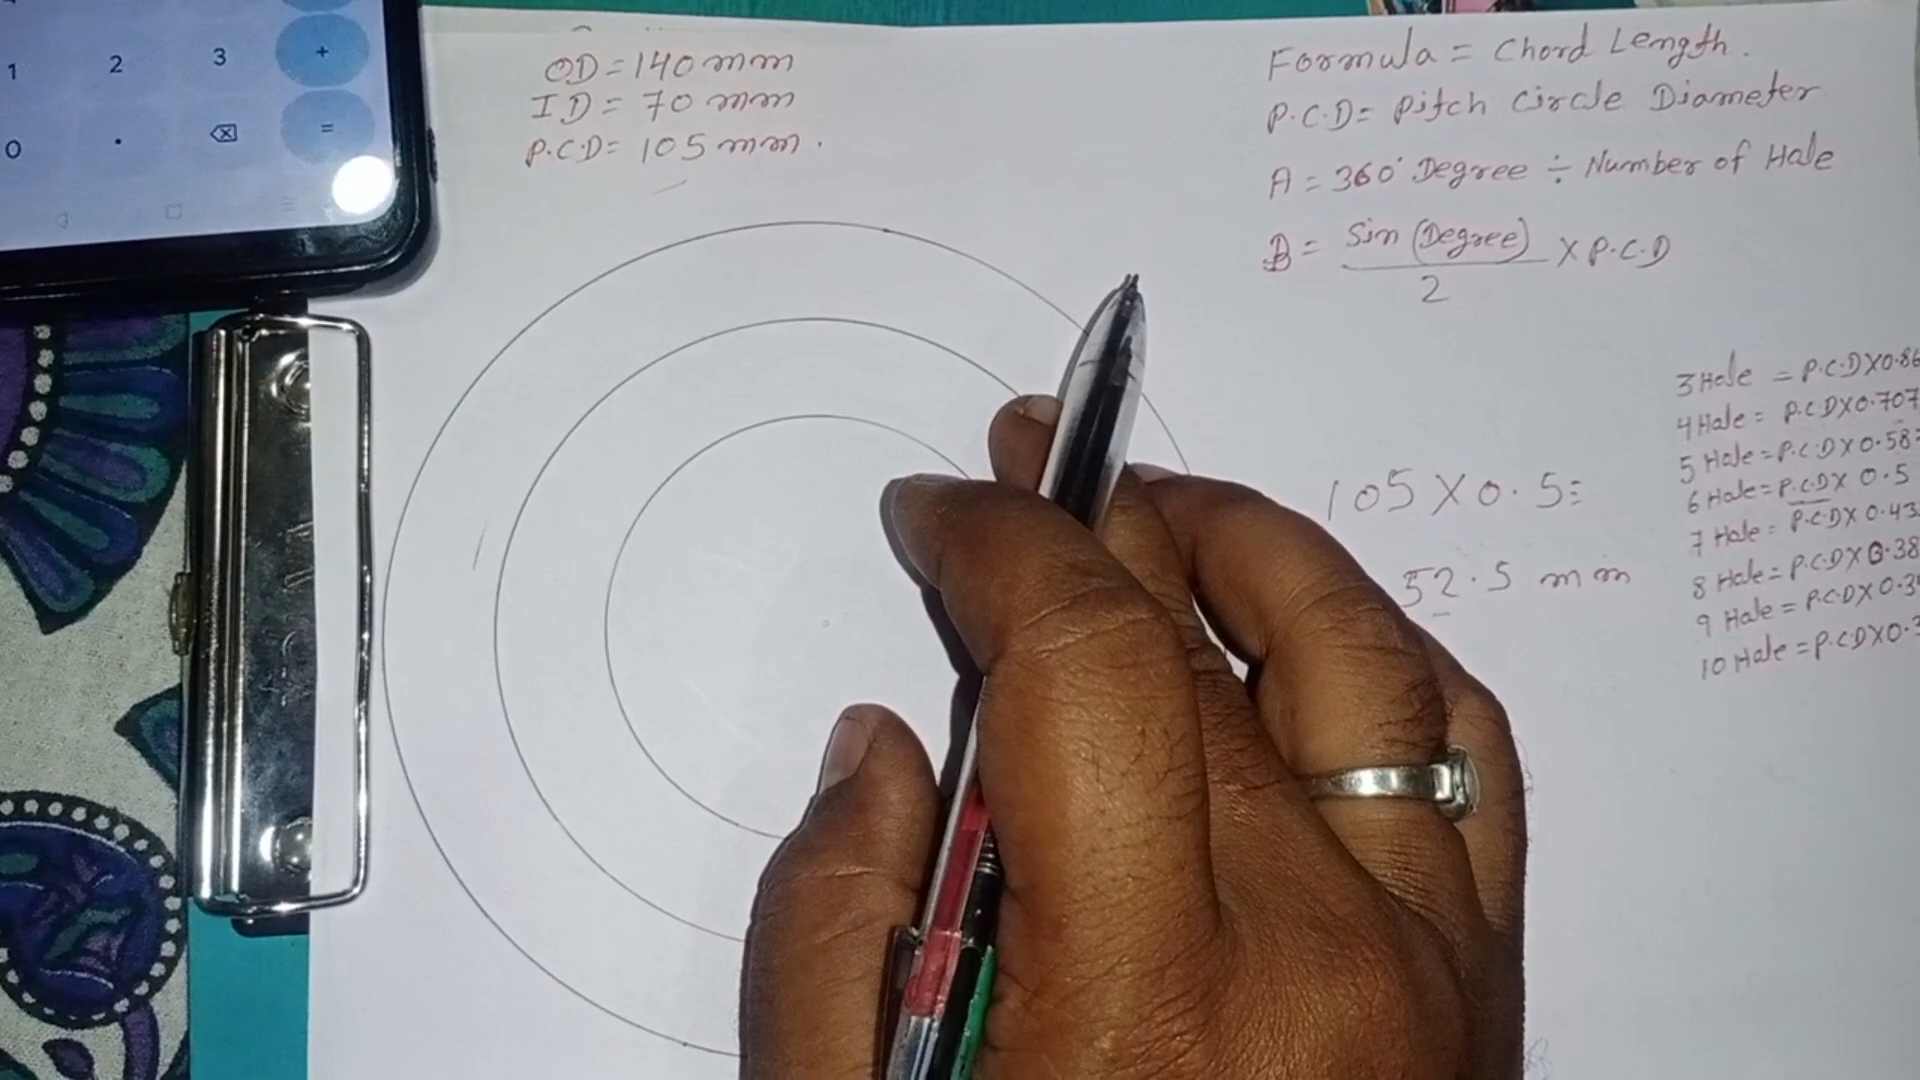 1 2 3 +
0 . =
OD = 140 mm
ID = 70 mm
P.C.D = 105 mm.
Formula = Chord Length.
P.C.D = Pitch Circle Diameter
A = 360° Degree ÷ Number of Hole
B = Sin (Degree) / 2 × P.C.D
3 Hole = P.C.D X 0.86
4 Hole = P.C.D X 0.707
5 Hole = P.C.D X 0.58
6 Hole = P.C.D X 0.5
7 Hole = P.C.D X 0.43
8 Hole = P.C.D X 0.38
9 Hole = P.C.D X 0.3
10 Hole = P.C.D X 0.3
105 X 0.5 =
52.5 mm